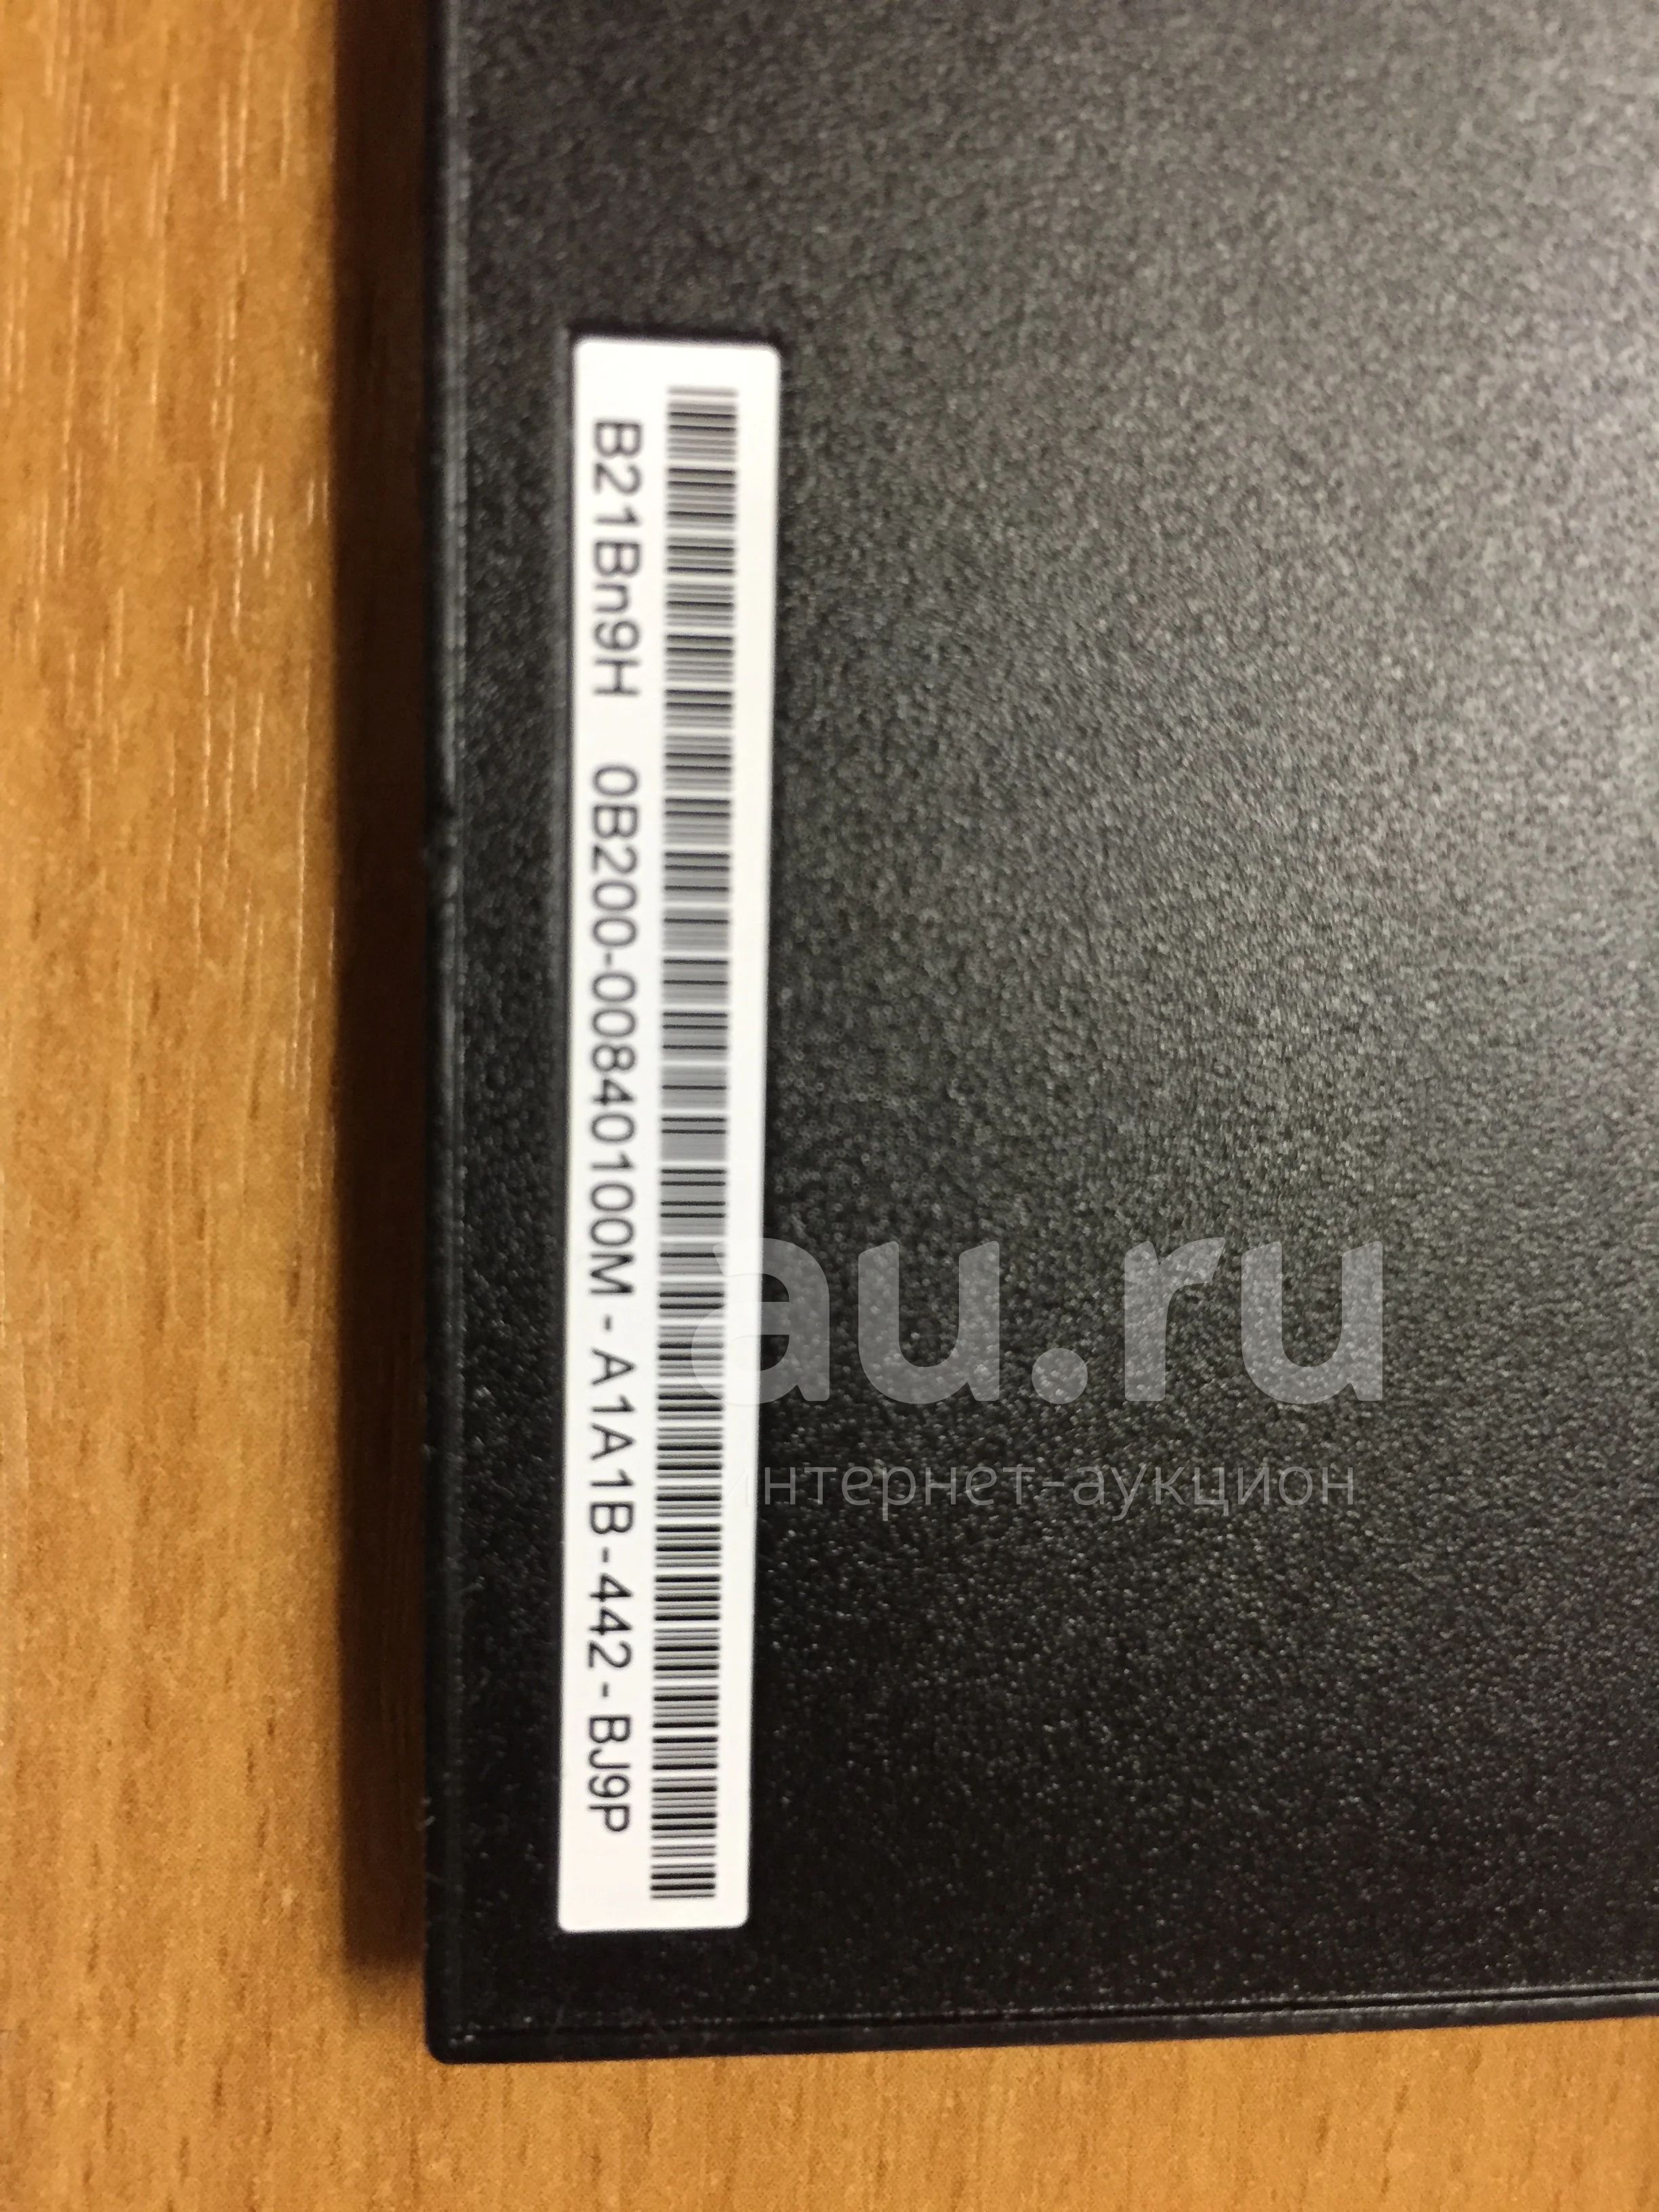 B21Bn9H 0B200-00840100M-A1A1B-442-BJ9P
au.ru
интернет-аукцион